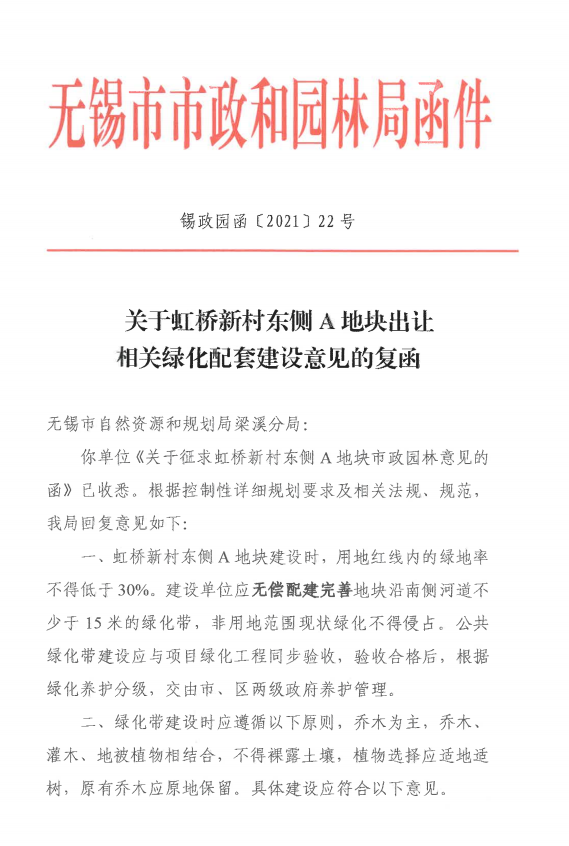 无锡市市政和园林局函件
锡政园函〔2021〕22 号
关于虹桥新村东侧 A 地块出让
相关绿化配套建设意见的复函
无锡市自然资源和规划局梁溪分局：
你单位《关于征求虹桥新村东侧 A 地块市政园林意见的
函》已收悉。根据控制性详细规划要求及相关法规、规范，
我局回复意见如下：
一、虹桥新村东侧 A 地块建设时，用地红线内的绿地率
不得低于 30%。建设单位应无偿配建完善地块沿南侧河道不
少于 15 米的绿化带，非用地范围现状绿化不得侵占。公共
绿化带建设应与项目绿化工程同步验收，验收合格后，根据
绿化养护分级，交由市、区两级政府养护管理。
二、绿化带建设时应遵循以下原则，乔木为主，乔木、
灌木、地被植物相结合，不得裸露土壤，植物选择应适地适
树，原有乔木应原地保留。具体建设应符合以下意见。